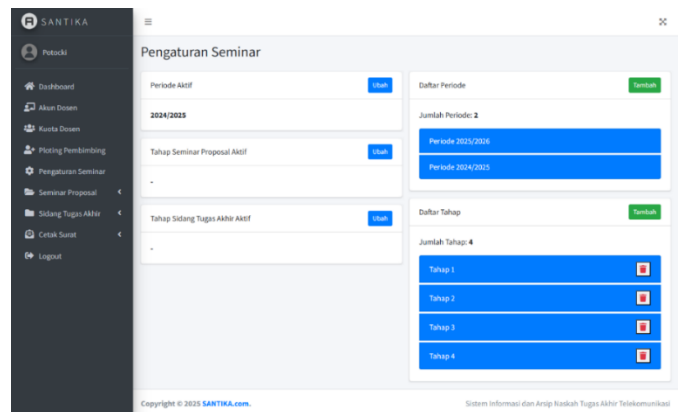 SANTIKA
Potocki
Dashboard
Akun Dosen
Kuota Dosen
Ploting Pembimbing
Pengaturan Seminar
Seminar Proposal
Sidang Tugas Akhir
Cetak Surat
Logout
Pengaturan Seminar
Periode Aktif
Ubah
2024/2025
Tahap Seminar Proposal Aktif
Ubah
-
Tahap Sidang Tugas Akhir Aktif
Ubah
-
Daftar Periode
Tambah
Jumlah Periode: 2
Periode 2025/2026
Periode 2024/2025
Daftar Tahap
Tambah
Jumlah Tahap: 4
Tahap 1
Tahap 2
Tahap 3
Tahap 4
Copyright © 2025 SANTIKA.com.
Sistem Informasi dan Arsip Naskah Tugas Akhir Telekomunikasi